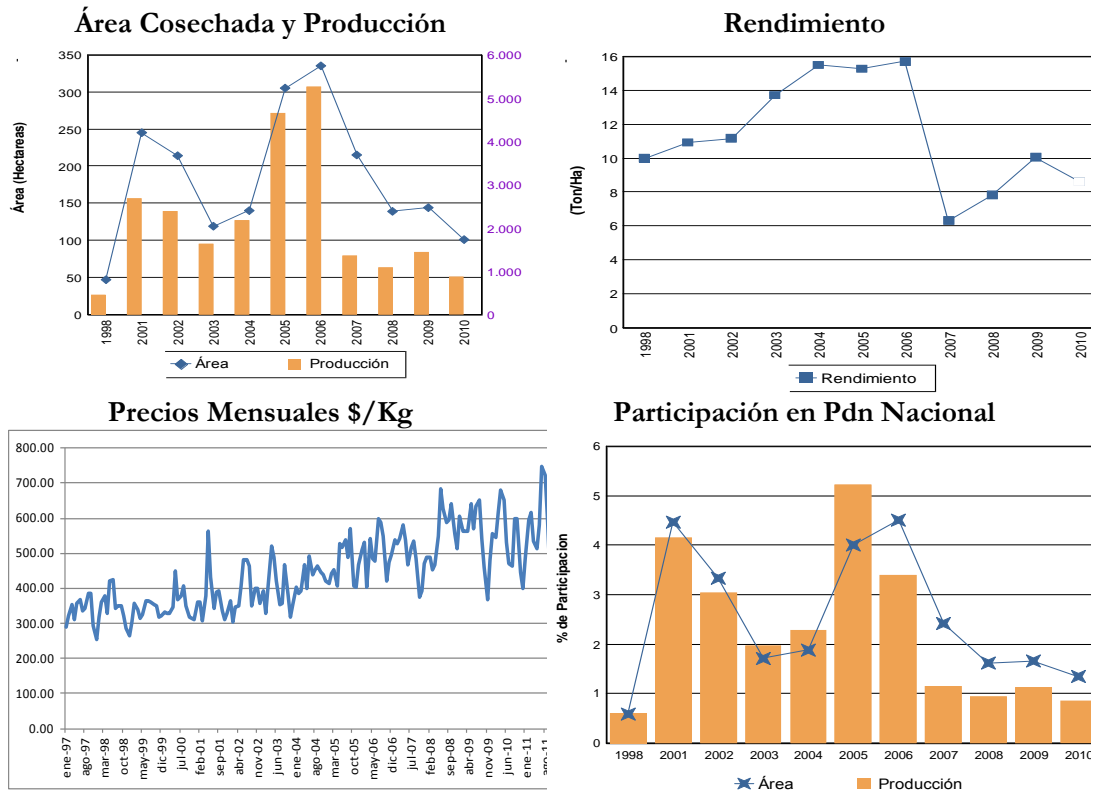 Área Cosechada y Producción
350
300
250
200
150
100
50
0
Área (Hectareas)
6.000
5.000
4.000
3.000
2.000
1.000
0
1998
2001
2002
2003
2004
2005
2006
2007
2008
2009
2010
Área
Producción
Rendimiento
16
14
12
10
8
6
4
2
0
(Ton/Ha)
1998
2001
2002
2003
2004
2005
2006
2007
2008
2009
2010
Rendimiento
Precios Mensuales $/Kg
800.00
700.00
600.00
500.00
400.00
300.00
200.00
100.00
0.00
ene-97
ago-97
mar-98
oct-98
may-99
dic-99
jul-00
feb-01
sep-01
abr-02
nov-02
jun-03
ene-04
ago-04
mar-05
oct-05
may-06
dic-06
jul-07
feb-08
sep-08
abr-09
nov-09
jun-10
ene-11
ago-11
Participación en Pdn Nacional
6
5
4
3
2
1
0
% de Participacion
1998
2001
2002
2003
2004
2005
2006
2007
2008
2009
2010
Área
Producción